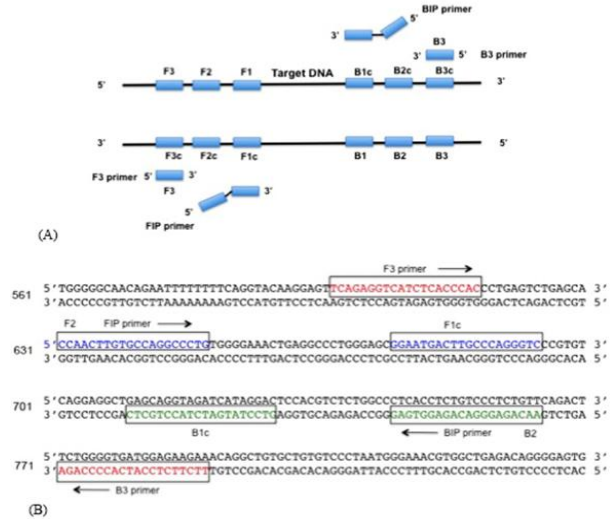 BIP primer
3' 5'
B3
3' 5' B3 primer
F3 F2 F1 Target DNA B1c B2c B3c
5' 3'
3' 5'
F3c F2c F1c B1 B2 B3
F3 primer 5' 3'
F3
5' 3'
FIP primer
(A)
F3 primer
561
5'TGGGGGCAACAGAATTTTTTTTCAGGTACAAGGAGTTCAGAGGTCATCTCACCCACCCTGAGTCTGAGCA 3'
3'ACCCCCGTTGTCTTAAAAAAAAGTCCATGTTCCTCAAGTCTCCAGTAGAGTGGGTGGGACTCAGACTCGT 5'
F2 FIP primer F1c
631
5'CCAACTTGTGCCAGGCCCTGTGGGGAAACTGAGGCCCTGGGAGCGGAATGACTTGCCCAGGGTCCCGTGT 3'
3'GGTTGAACACGGTCCGGGACACCCCTTTGACTCCGGGACCCTCGCCTTACTGAACGGGTCCCAGGGCACA 5'
701
5'CAGGAGGCTGAGCAGGTAGATCATAGGACTCCACGTCTCTGGCCCTCACCTCTGTCCCTCTGTTCAGACT 3'
3'GTCCTCCGACTCGTCCATCTAGTATCCTGAGGTGCAGAGACCGGGAGTGGAGACAGGGAGACAAGTCTGA 5'
B1c BIP primer B2
771
5'TCTGGGGTGATGGAGAAGAAACAGGCTGTGCTGTGTCCCTAATGGGAAACGTGGCTGAGACAGGGGAGTG 3'
3'AGACCCCACTACCTCTTCTTTGTCCGACACGACACAGGGATTACCCTTTGCACCGACTCTGTCCCCTCAC 5'
B3 primer
(B)